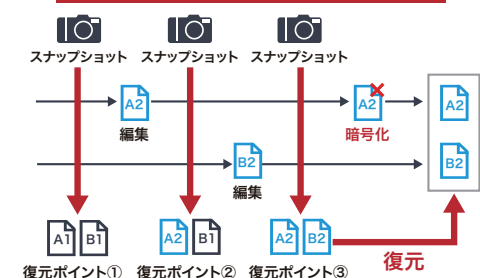 スナップショット スナップショット スナップショット
A2 A2 A2
編集 暗号化
B2 B2
編集
A1 B1 A2 B1 A2 B2
復元
復元ポイント① 復元ポイント② 復元ポイント③